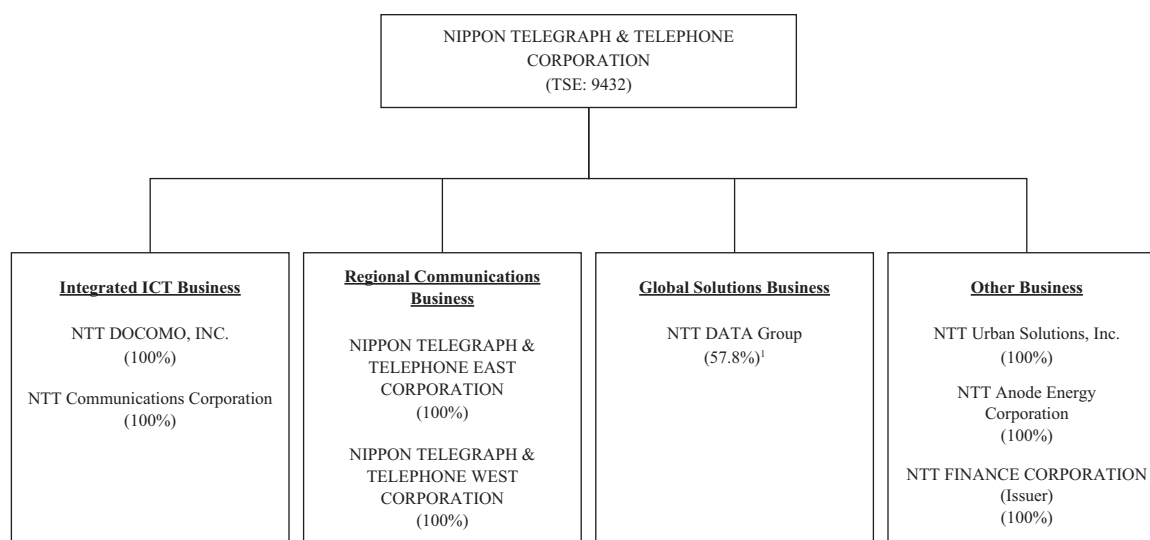 NIPPON TELEGRAPH & TELEPHONE
CORPORATION
(TSE: 9432)
Integrated ICT Business
NTT DOCOMO, INC.
(100%)
NTT Communications Corporation
(100%)
Regional Communications
Business
NIPPON TELEGRAPH &
TELEPHONE EAST
CORPORATION
(100%)
NIPPON TELEGRAPH &
TELEPHONE WEST
CORPORATION
(100%)
Global Solutions Business
NTT DATA Group
(57.8%)¹
Other Business
NTT Urban Solutions, Inc.
(100%)
NTT Anode Energy
Corporation
(100%)
NTT FINANCE CORPORATION
(Issuer)
(100%)